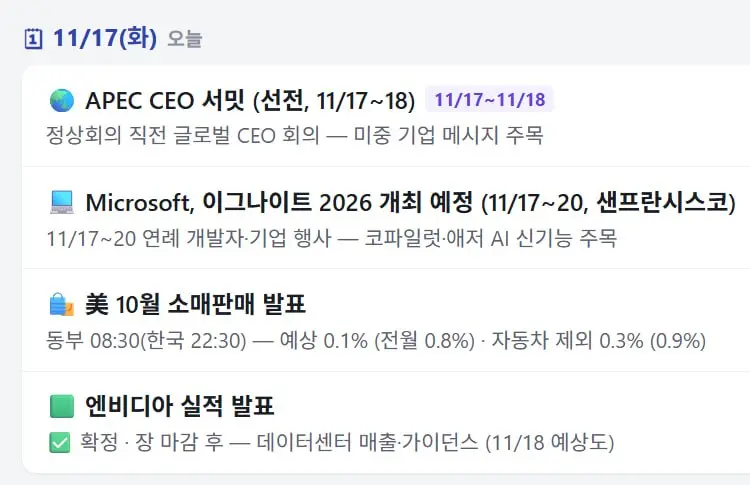 11/17(화) 오늘
APEC CEO 서밋 (선전, 11/17~18) 11/17~11/18
정상회의 직전 글로벌 CEO 회의 — 미중 기업 메시지 주목
Microsoft, 이그나이트 2026 개최 예정 (11/17~20, 샌프란시스코)
11/17~20 연례 개발자·기업 행사 — 코파일럿·애저 AI 신기능 주목
美 10월 소매판매 발표
동부 08:30(한국 22:30) — 예상 0.1% (전월 0.8%) · 자동차 제외 0.3% (0.9%)
엔비디아 실적 발표
✅ 확정 · 장 마감 후 — 데이터센터 매출·가이던스 (11/18 예상도)